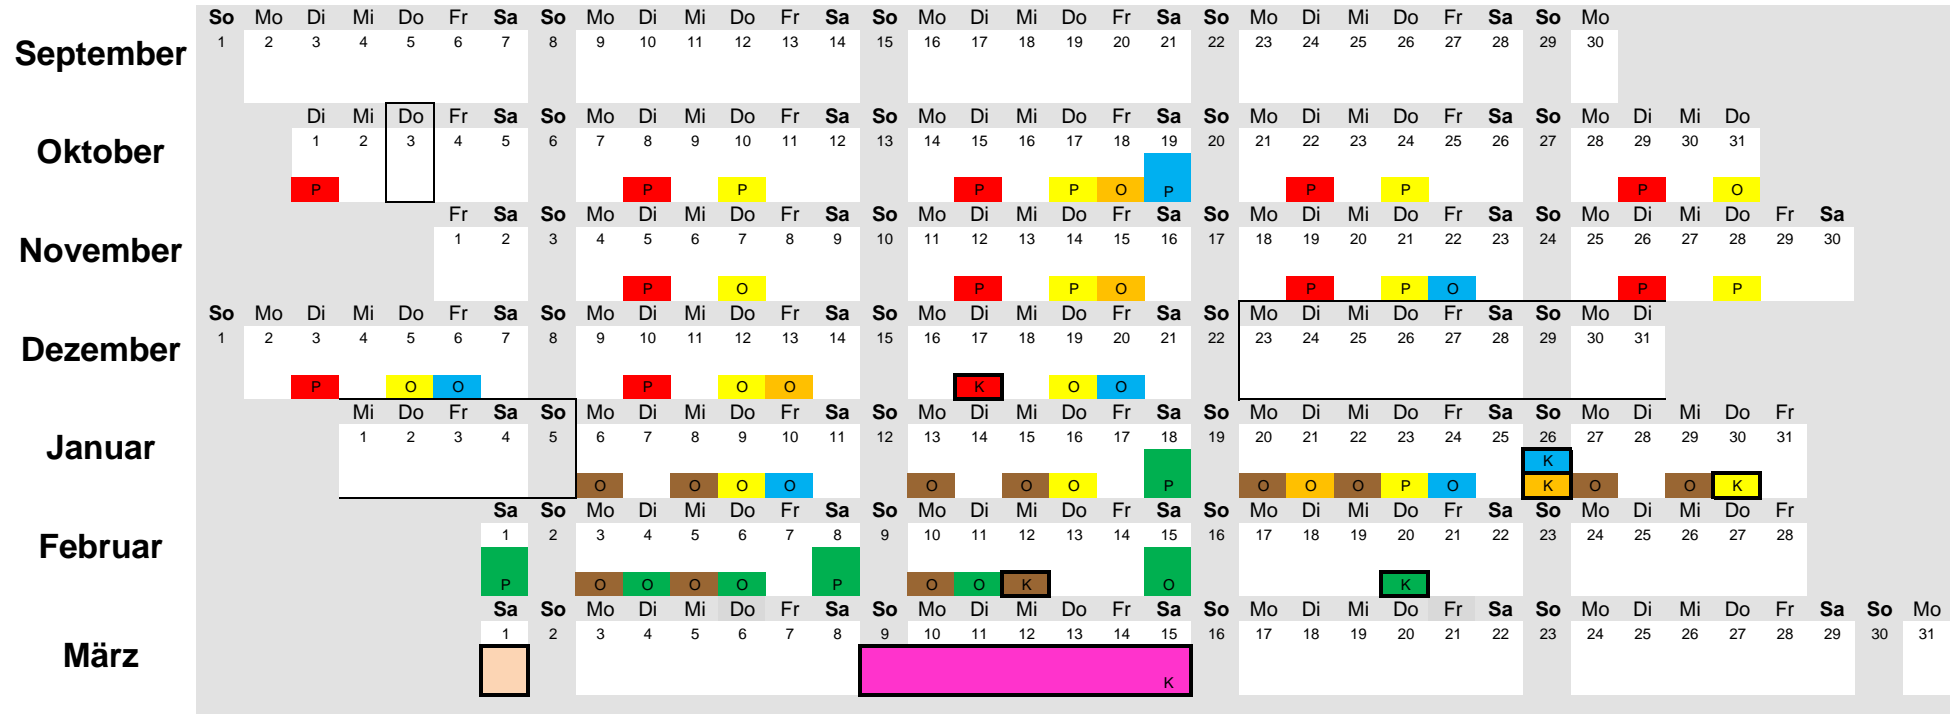 So Mo Di Mi Do Fr Sa So Mo Di Mi Do Fr Sa So Mo Di Mi Do Fr Sa So Mo Di Mi Do Fr Sa So Mo
September
1 2 3 4 5 6 7 8 9 10 11 12 13 14 15 16 17 18 19 20 21 22 23 24 25 26 27 28 29 30
Di Mi Do Fr Sa So Mo Di Mi Do Fr Sa So Mo Di Mi Do Fr Sa So Mo Di Mi Do Fr Sa So Mo Di Mi Do
Oktober
1 2 3 4 5 6 7 8 9 10 11 12 13 14 15 16 17 18 19 20 21 22 23 24 25 26 27 28 29 30 31
P P P P P O P P P P O
Fr Sa So Mo Di Mi Do Fr Sa So Mo Di Mi Do Fr Sa So Mo Di Mi Do Fr Sa So Mo Di Mi Do Fr Sa
November
1 2 3 4 5 6 7 8 9 10 11 12 13 14 15 16 17 18 19 20 21 22 23 24 25 26 27 28 29 30
P O P P O P P O P P
So Mo Di Mi Do Fr Sa So Mo Di Mi Do Fr Sa So Mo Di Mi Do Fr Sa So Mo Di Mi Do Fr Sa So Mo Di
Dezember
1 2 3 4 5 6 7 8 9 10 11 12 13 14 15 16 17 18 19 20 21 22 23 24 25 26 27 28 29 30 31
P O O P O O K O O
Mi Do Fr Sa So Mo Di Mi Do Fr Sa So Mo Di Mi Do Fr Sa So Mo Di Mi Do Fr Sa So Mo Di Mi Do Fr
Januar
1 2 3 4 5 6 7 8 9 10 11 12 13 14 15 16 17 18 19 20 21 22 23 24 25 26 27 28 29 30 31
K
O O O O O O O P O O O P O K O O K
Sa So Mo Di Mi Do Fr Sa So Mo Di Mi Do Fr Sa So Mo Di Mi Do Fr Sa So Mo Di Mi Do Fr
Februar
1 2 3 4 5 6 7 8 9 10 11 12 13 14 15 16 17 18 19 20 21 22 23 24 25 26 27 28
P O O O O P O O K O K
Sa So Mo Di Mi Do Fr Sa So Mo Di Mi Do Fr Sa So Mo Di Mi Do Fr Sa So Mo Di Mi Do Fr Sa So Mo
März
1 2 3 4 5 6 7 8 9 10 11 12 13 14 15 16 17 18 19 20 21 22 23 24 25 26 27 28 29 30 31
K